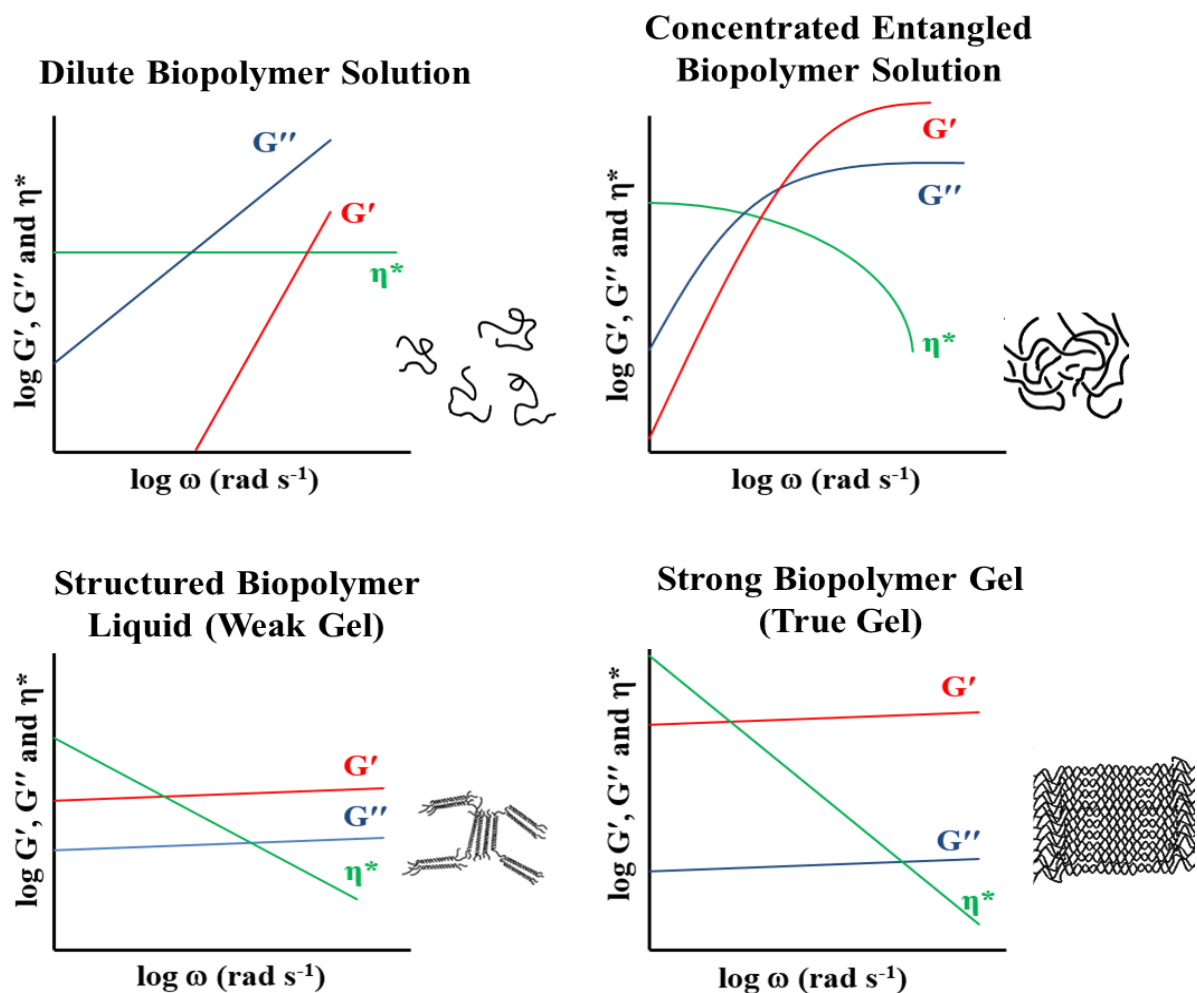 Dilute Biopolymer Solution
log G′, G″ and η*
G″
G′
η*
log ω (rad s⁻¹)
Concentrated Entangled
Biopolymer Solution
log G′, G″ and η*
G′
G″
η*
log ω (rad s⁻¹)
Structured Biopolymer
Liquid (Weak Gel)
log G′, G″ and η*
G′
G″
η*
log ω (rad s⁻¹)
Strong Biopolymer Gel
(True Gel)
log G′, G″ and η*
G′
G″
η*
log ω (rad s⁻¹)